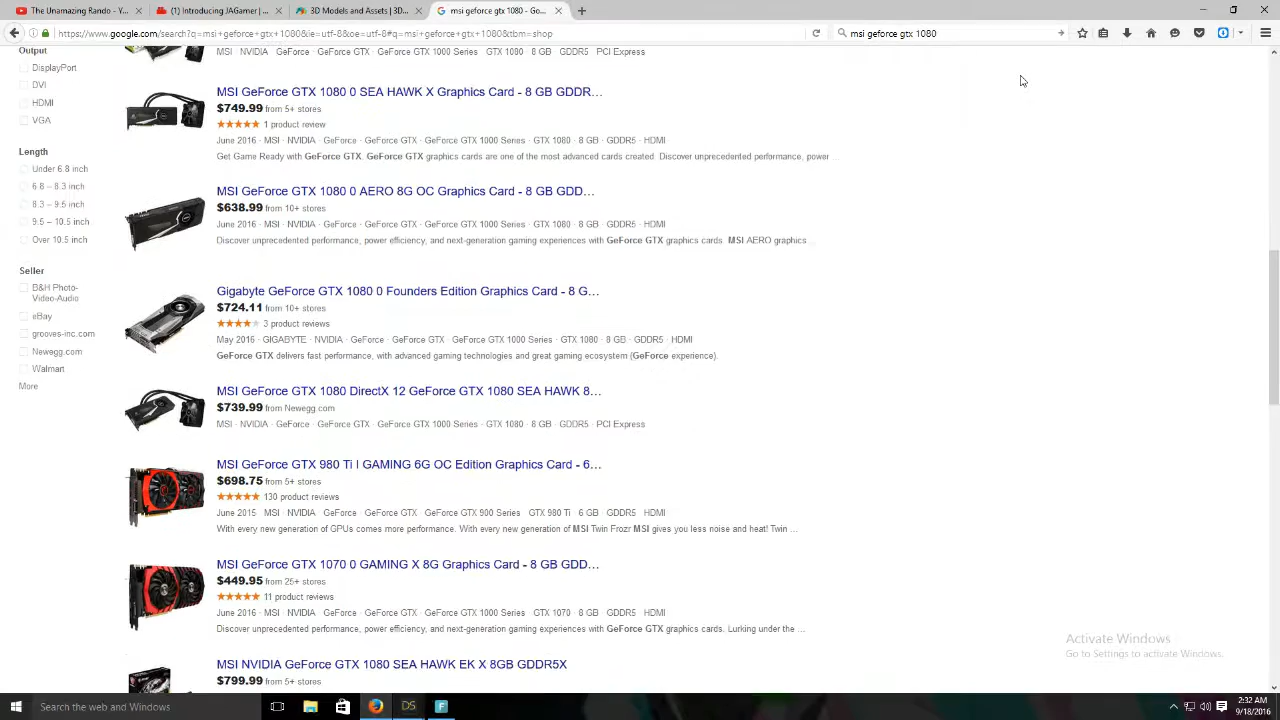 The Unamazing Rando - Y...
Introducing JAGamer | ...
3D Models and Assets |3D...
msi geforce gtx 1080 -...
https://www.google.com/search?q=msi+geforce+gtx+1080&ie=utf-8&oe=utf-8#q=msi+geforce+gtx+1080&tbm=shop
msi geforce gtx 1080
Output
DisplayPort
DVI
HDMI
VGA
Length
Under 6.8 inch
6.8 – 8.3 inch
8.3 – 9.5 inch
9.5 – 10.5 inch
Over 10.5 inch
Seller
B&H Photo-
Video-Audio
eBay
grooves-inc.com
Newegg.com
Walmart
More
MSI · NVIDIA · GeForce · GeForce GTX · GeForce GTX 1000 Series · GTX 1080 · 8 GB · GDDR5 · PCI Express
MSI GeForce GTX 1080 0 SEA HAWK X Graphics Card - 8 GB GDDR...
$749.99 from 5+ stores
1 product review
June 2016 · MSI · NVIDIA · GeForce · GeForce GTX · GeForce GTX 1000 Series · GTX 1080 · 8 GB · GDDR5 · HDMI
Get Game Ready with GeForce GTX. GeForce GTX graphics cards are one of the most advanced cards created. Discover unprecedented performance, power ...
MSI GeForce GTX 1080 0 AERO 8G OC Graphics Card - 8 GB GDD...
$638.99 from 10+ stores
June 2016 · MSI · NVIDIA · GeForce · GeForce GTX · GeForce GTX 1000 Series · GTX 1080 · 8 GB · GDDR5 · HDMI
Discover unprecedented performance, power efficiency, and next-generation gaming experiences with GeForce GTX graphics cards. MSI AERO graphics ...
Gigabyte GeForce GTX 1080 0 Founders Edition Graphics Card - 8 G...
$724.11 from 10+ stores
3 product reviews
May 2016 · GIGABYTE · NVIDIA · GeForce · GeForce GTX · GeForce GTX 1000 Series · GTX 1080 · 8 GB · GDDR5 · HDMI
GeForce GTX delivers fast performance, with advanced gaming technologies and great gaming ecosystem (GeForce experience).
MSI GeForce GTX 1080 DirectX 12 GeForce GTX 1080 SEA HAWK 8...
$739.99 from Newegg.com
MSI · NVIDIA · GeForce · GeForce GTX · GeForce GTX 1000 Series · GTX 1080 · 8 GB · GDDR5 · PCI Express
MSI GeForce GTX 980 Ti I GAMING 6G OC Edition Graphics Card - 6...
$698.75 from 5+ stores
130 product reviews
June 2015 · MSI · NVIDIA · GeForce · GeForce GTX · GeForce GTX 900 Series · GTX 980 Ti · 6 GB · GDDR5 · HDMI
With every new generation of GPUs comes more performance. With every new generation of MSI Twin Frozr MSI gives you less noise and heat! Twin ...
MSI GeForce GTX 1070 0 GAMING X 8G Graphics Card - 8 GB GDD...
$449.95 from 25+ stores
11 product reviews
June 2016 · MSI · NVIDIA · GeForce · GeForce GTX · GeForce GTX 1000 Series · GTX 1070 · 8 GB · GDDR5 · HDMI
Discover unprecedented performance, power efficiency, and next-generation gaming experiences with GeForce GTX graphics cards. Lurking under the ...
MSI NVIDIA GeForce GTX 1080 SEA HAWK EK X 8GB GDDR5X
$799.99 from 5+ stores
Activate Windows
Go to Settings to activate Windows.
Search the web and Windows
DS
F
2:32 AM
9/18/2016